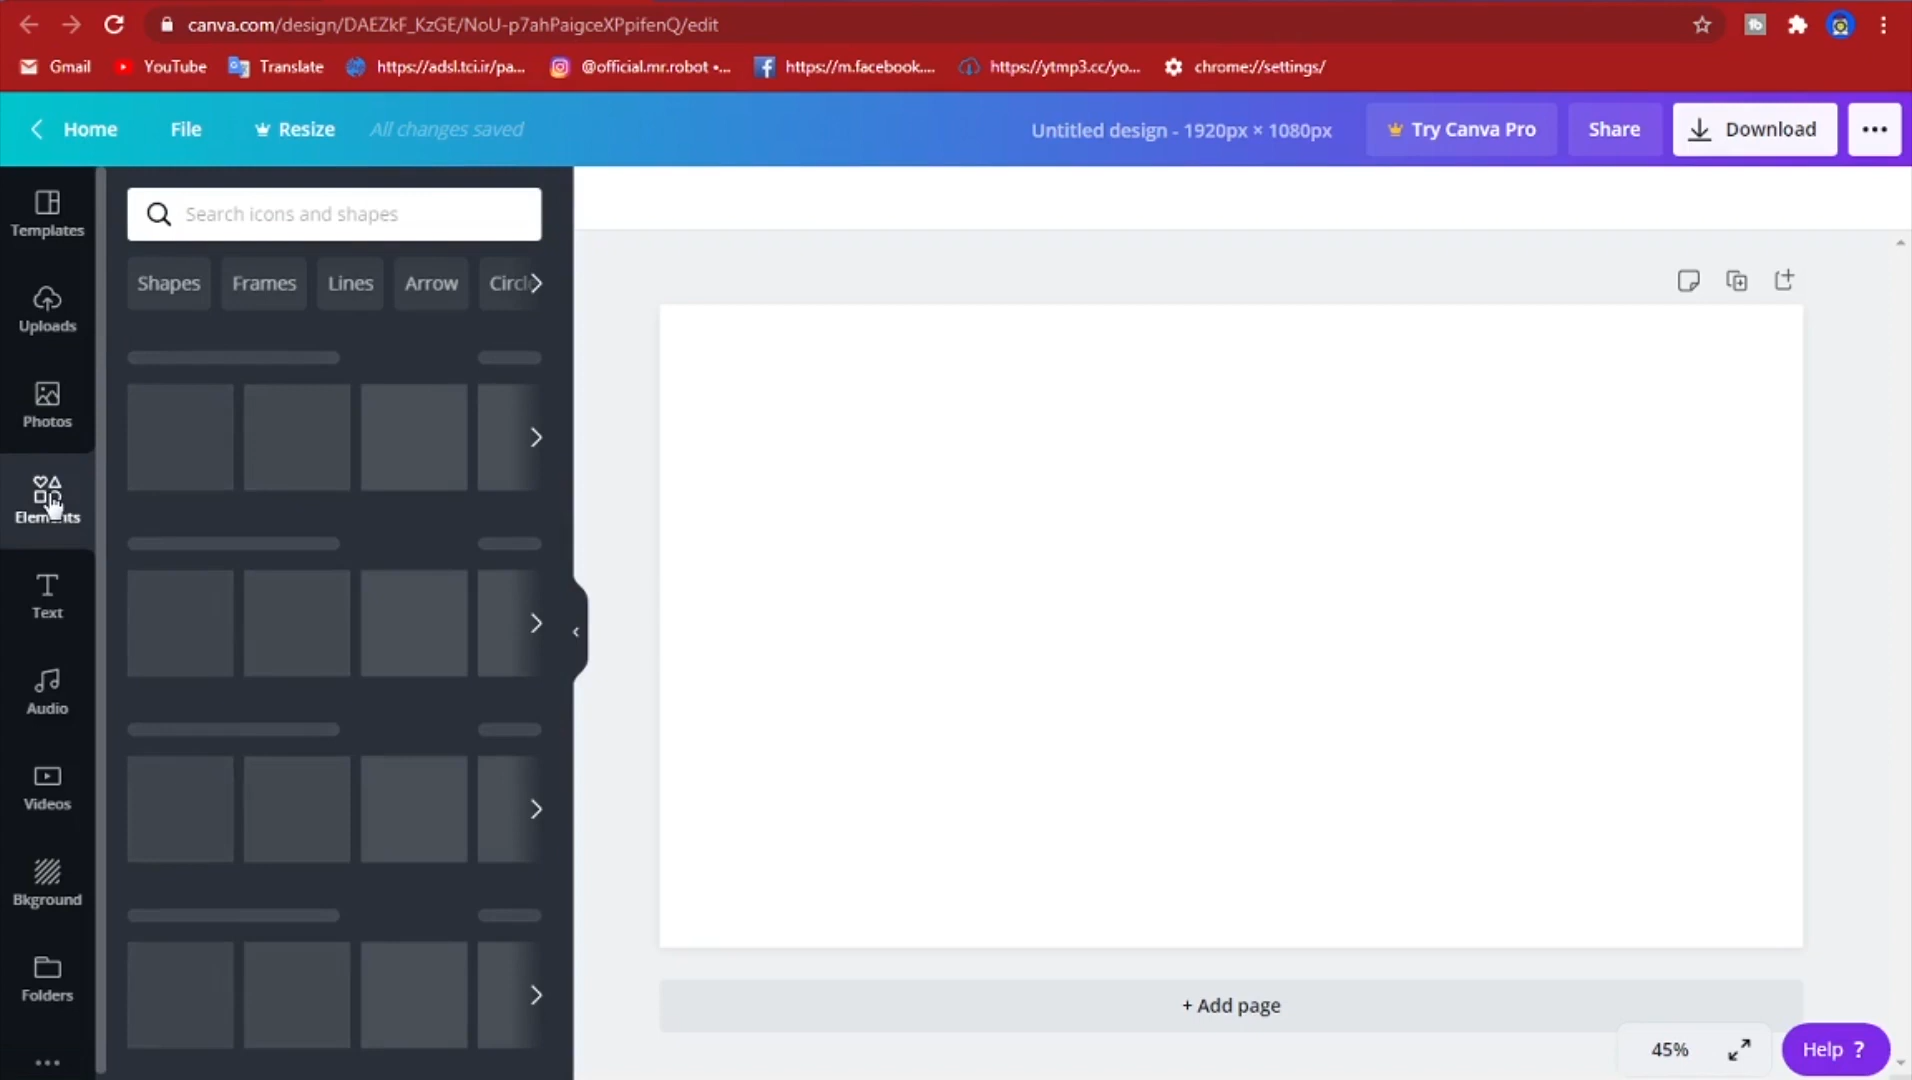 canva.com/design/DAEZkF_KzGE/NoU-p7ahPaigceXPpifenQ/edit
Gmail YouTube Translate https://adsl.tci.ir/pa... @official.mr.robot •... https://m.facebook.... https://ytmp3.cc/yo... chrome://settings/
Home File Resize All changes saved Untitled design - 1920px × 1080px Try Canva Pro Share Download
Templates
Uploads
Photos
Elements
Text
Audio
Videos
Bkground
Folders
Search icons and shapes
Shapes Frames Lines Arrow Circl
+ Add page
45% Help ?